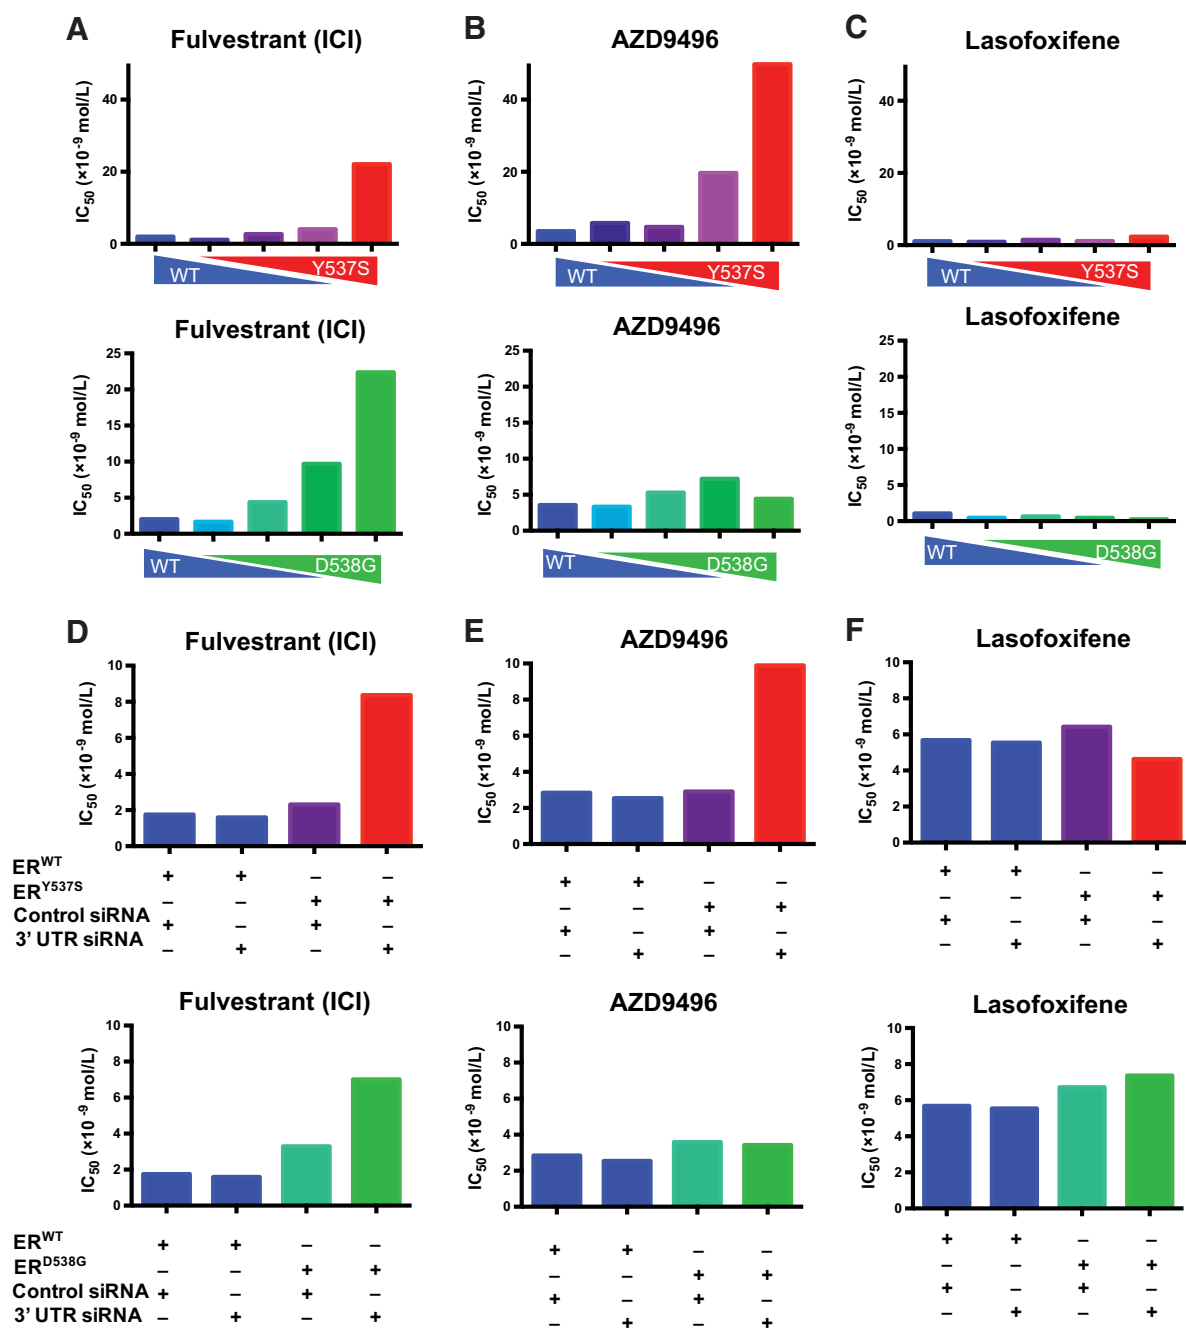 A
Fulvestrant (ICI)
IC50 (×10-9 mol/L)
40
20
0
WT
Y537S
B
AZD9496
IC50 (×10-9 mol/L)
40
20
0
WT
Y537S
C
Lasofoxifene
IC50 (×10-9 mol/L)
40
20
0
WT
Y537S
Fulvestrant (ICI)
IC50 (×10-9 mol/L)
25
20
15
10
5
0
WT
D538G
AZD9496
IC50 (×10-9 mol/L)
25
20
15
10
5
0
WT
D538G
Lasofoxifene
IC50 (×10-9 mol/L)
25
20
15
10
5
0
WT
D538G
D
Fulvestrant (ICI)
IC50 (×10-9 mol/L)
10
8
6
4
2
0
E
AZD9496
IC50 (×10-9 mol/L)
10
8
6
4
2
0
F
Lasofoxifene
IC50 (×10-9 mol/L)
10
8
6
4
2
0
ERWT + + – – + + – – + + – –
ERY537S – – + + – – + + – – + +
Control siRNA + – + – + – + – + – + –
3' UTR siRNA – + – + – + – + – + – +
Fulvestrant (ICI)
IC50 (×10-9 mol/L)
10
8
6
4
2
0
AZD9496
IC50 (×10-9 mol/L)
10
8
6
4
2
0
Lasofoxifene
IC50 (×10-9 mol/L)
10
8
6
4
2
0
ERWT + + – – + + – – + + – –
ERD538G – – + + – – + + – – + +
Control siRNA + – + – + – + – + – + –
3' UTR siRNA – + – + – + – + – + – +